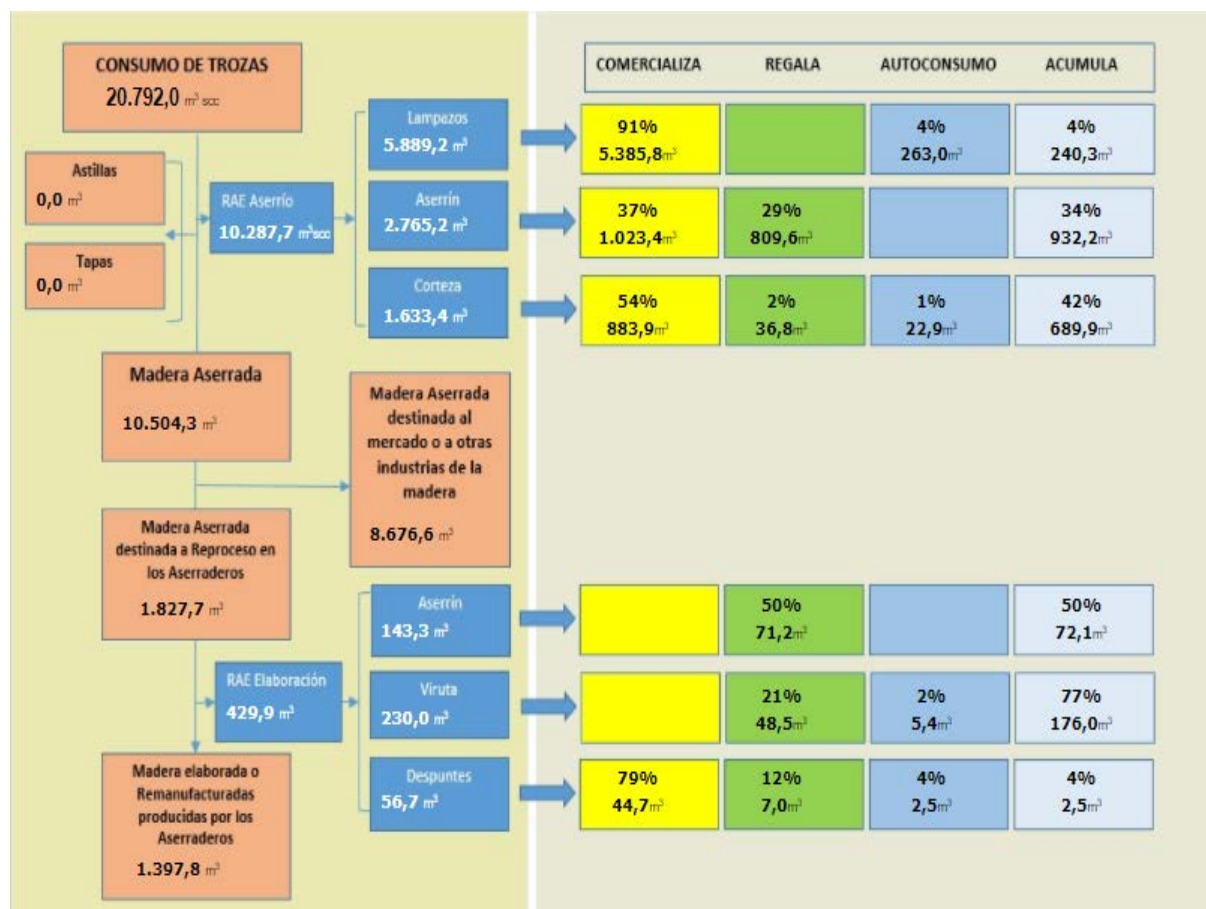 CONSUMO DE TROZAS
20.792,0 m³ scc
Astillas
0,0 m³
Tapas
0,0 m³
RAE Aserrío
10.287,7 m³scc
Lampazos
5.889,2 m³
Aserrín
2.765,2 m³
Corteza
1.633,4 m³
Madera Aserrada
10.504,3 m³
Madera Aserrada
destinada al
mercado o a otras
industrias de la
madera
8.676,6 m³
Madera Aserrada
destinada a Reproceso en
los Aserraderos
1.827,7 m³
RAE Elaboración
429,9 m³
Aserrín
143,3 m³
Viruta
230,0 m³
Despuntes
56,7 m³
Madera elaborada o
Remanufacturadas
producidas por los
Aserraderos
1.397,8 m³
COMERCIALIZA REGALA AUTOCONSUMO ACUMULA
91% 4% 4%
5.385,8m³ 263,0m³ 240,3m³
37% 29% 34%
1.023,4m³ 809,6m³ 932,2m³
54% 2% 1% 42%
883,9m³ 36,8m³ 22,9m³ 689,9m³
50% 50%
71,2m³ 72,1m³
21% 2% 77%
48,5m³ 5,4m³ 176,0m³
79% 12% 4% 4%
44,7m³ 7,0m³ 2,5m³ 2,5m³